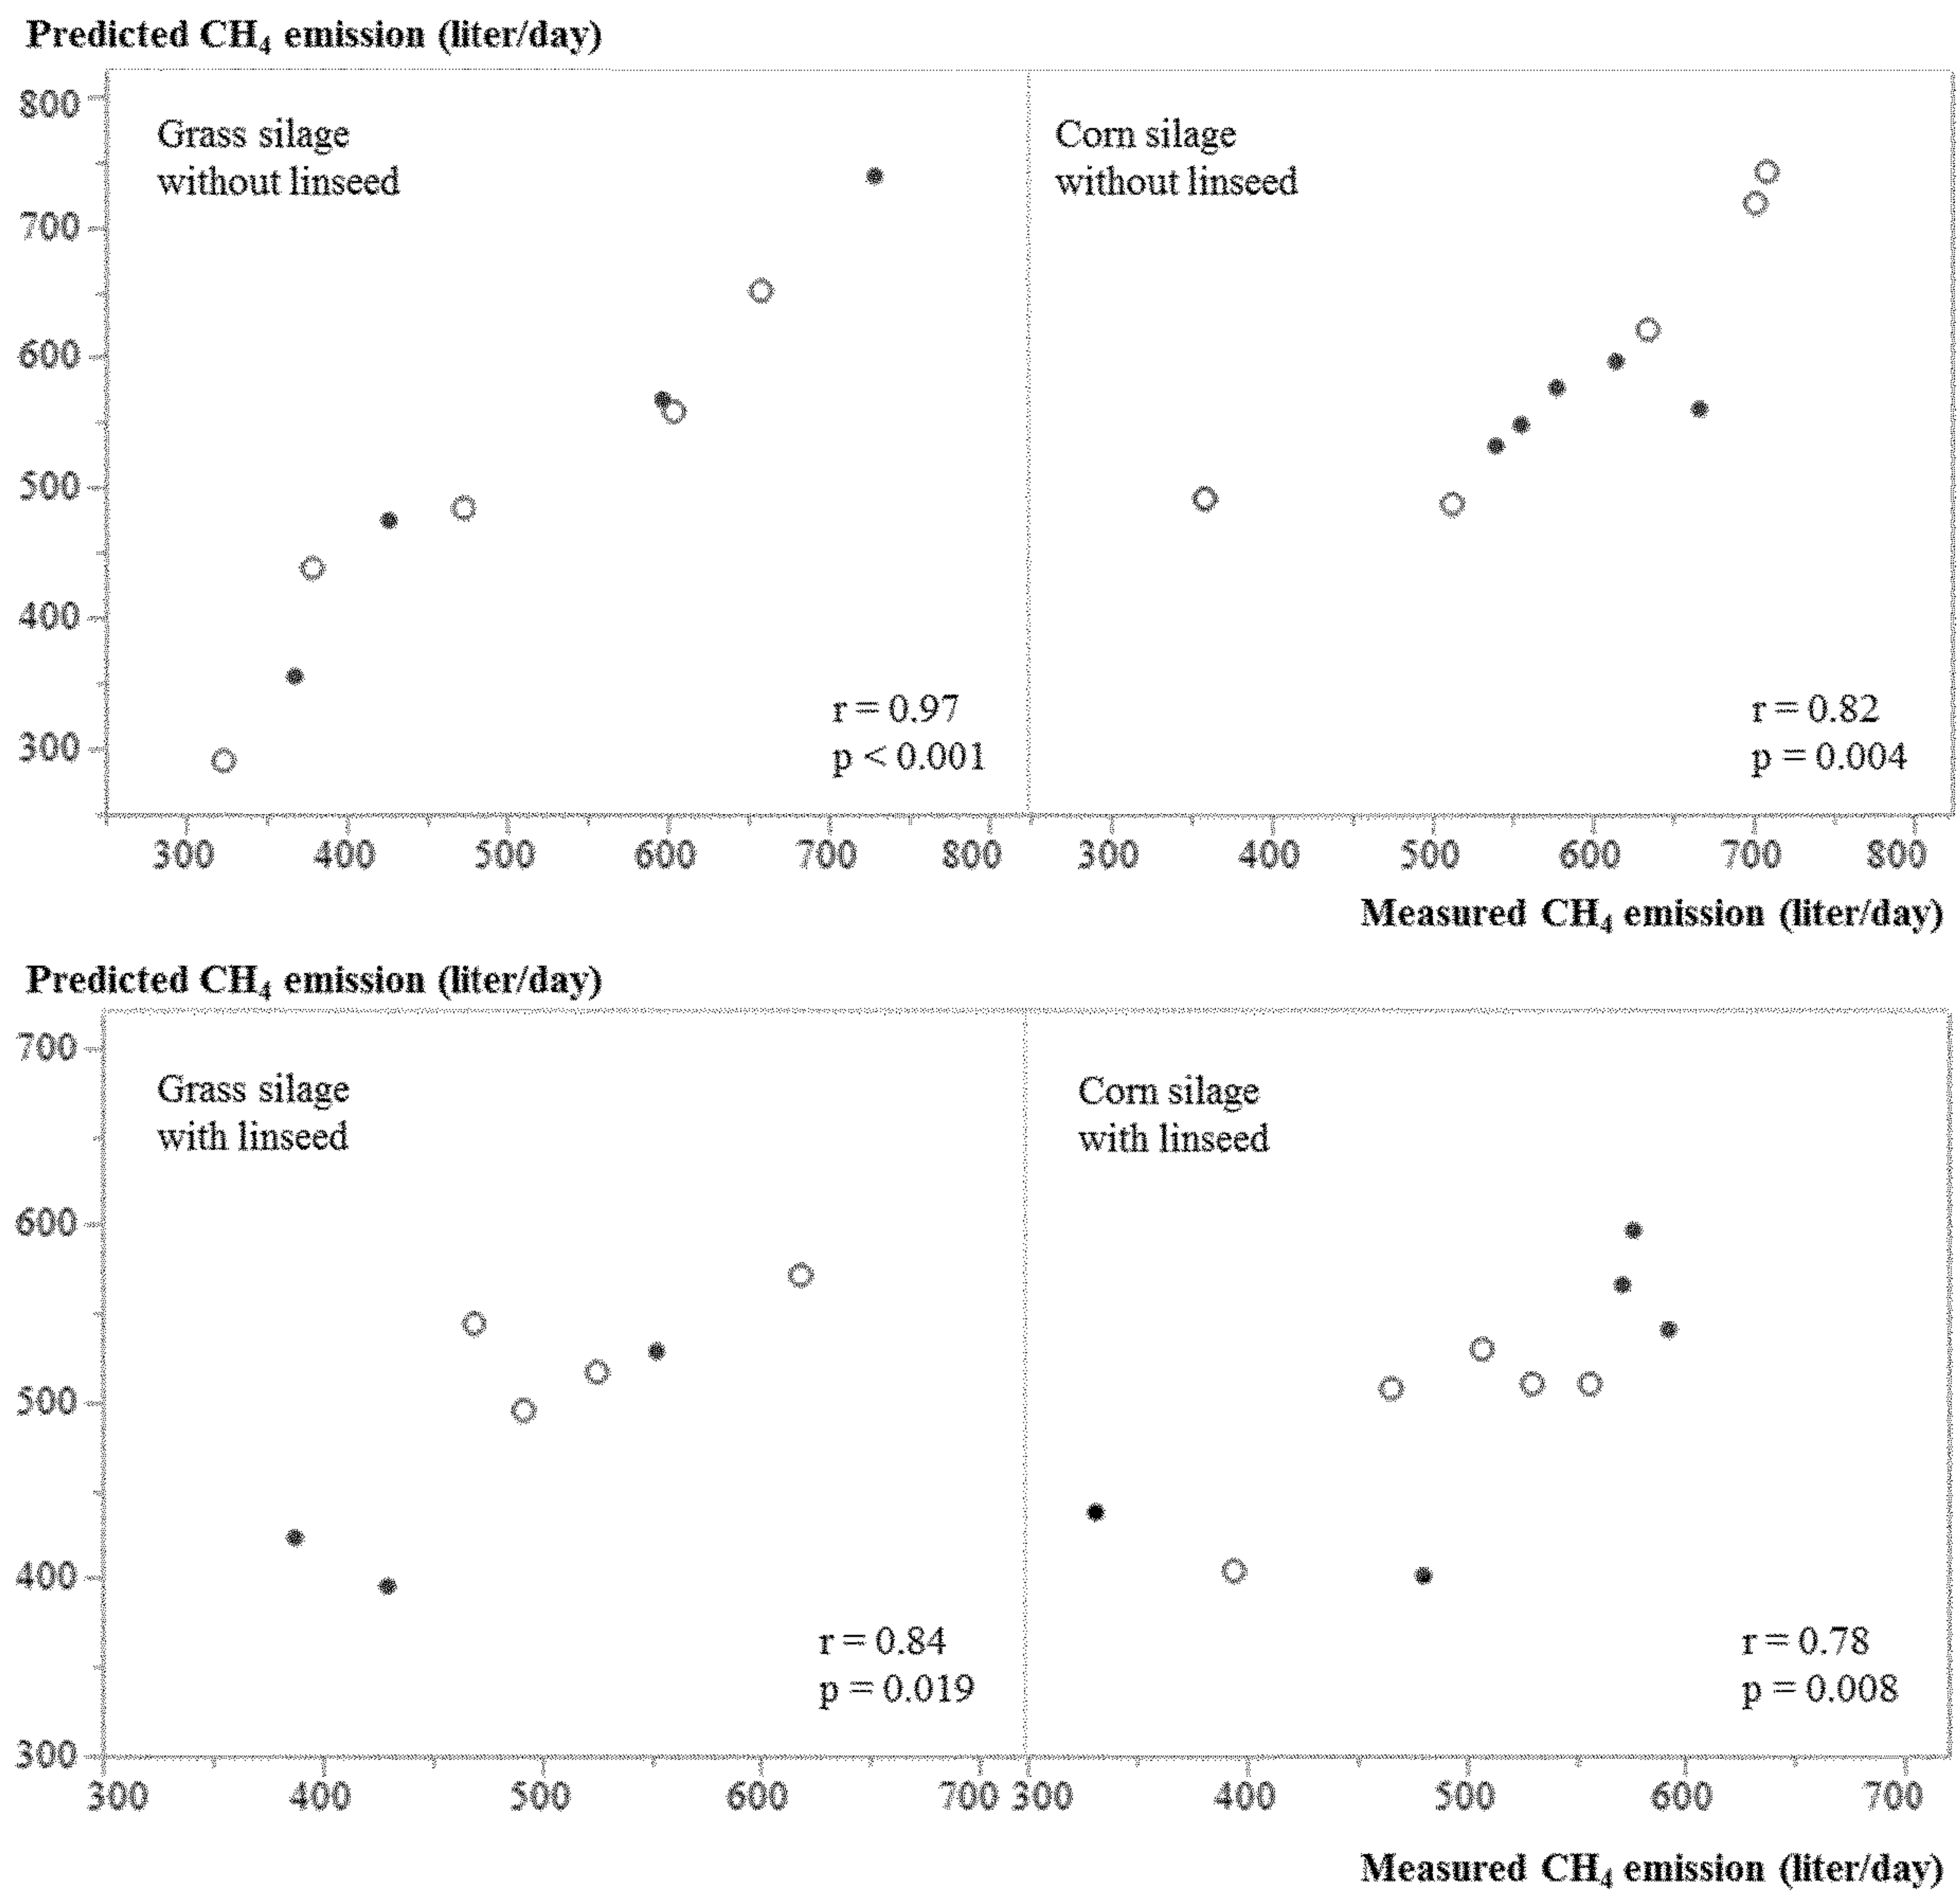 Predicted CH₄ emission (liter/day)
800
700
600
500
400
300
Grass silage
without linseed
r = 0.97
p < 0.001
Corn silage
without linseed
r = 0.82
p = 0.004
300 400 500 600 700 800 300 400 500 600 700 800
Measured CH₄ emission (liter/day)
Predicted CH₄ emission (liter/day)
700
600
500
400
300
Grass silage
with linseed
r = 0.84
p = 0.019
Corn silage
with linseed
r = 0.78
p = 0.008
300 400 500 600 700 300 400 500 600 700
Measured CH₄ emission (liter/day)